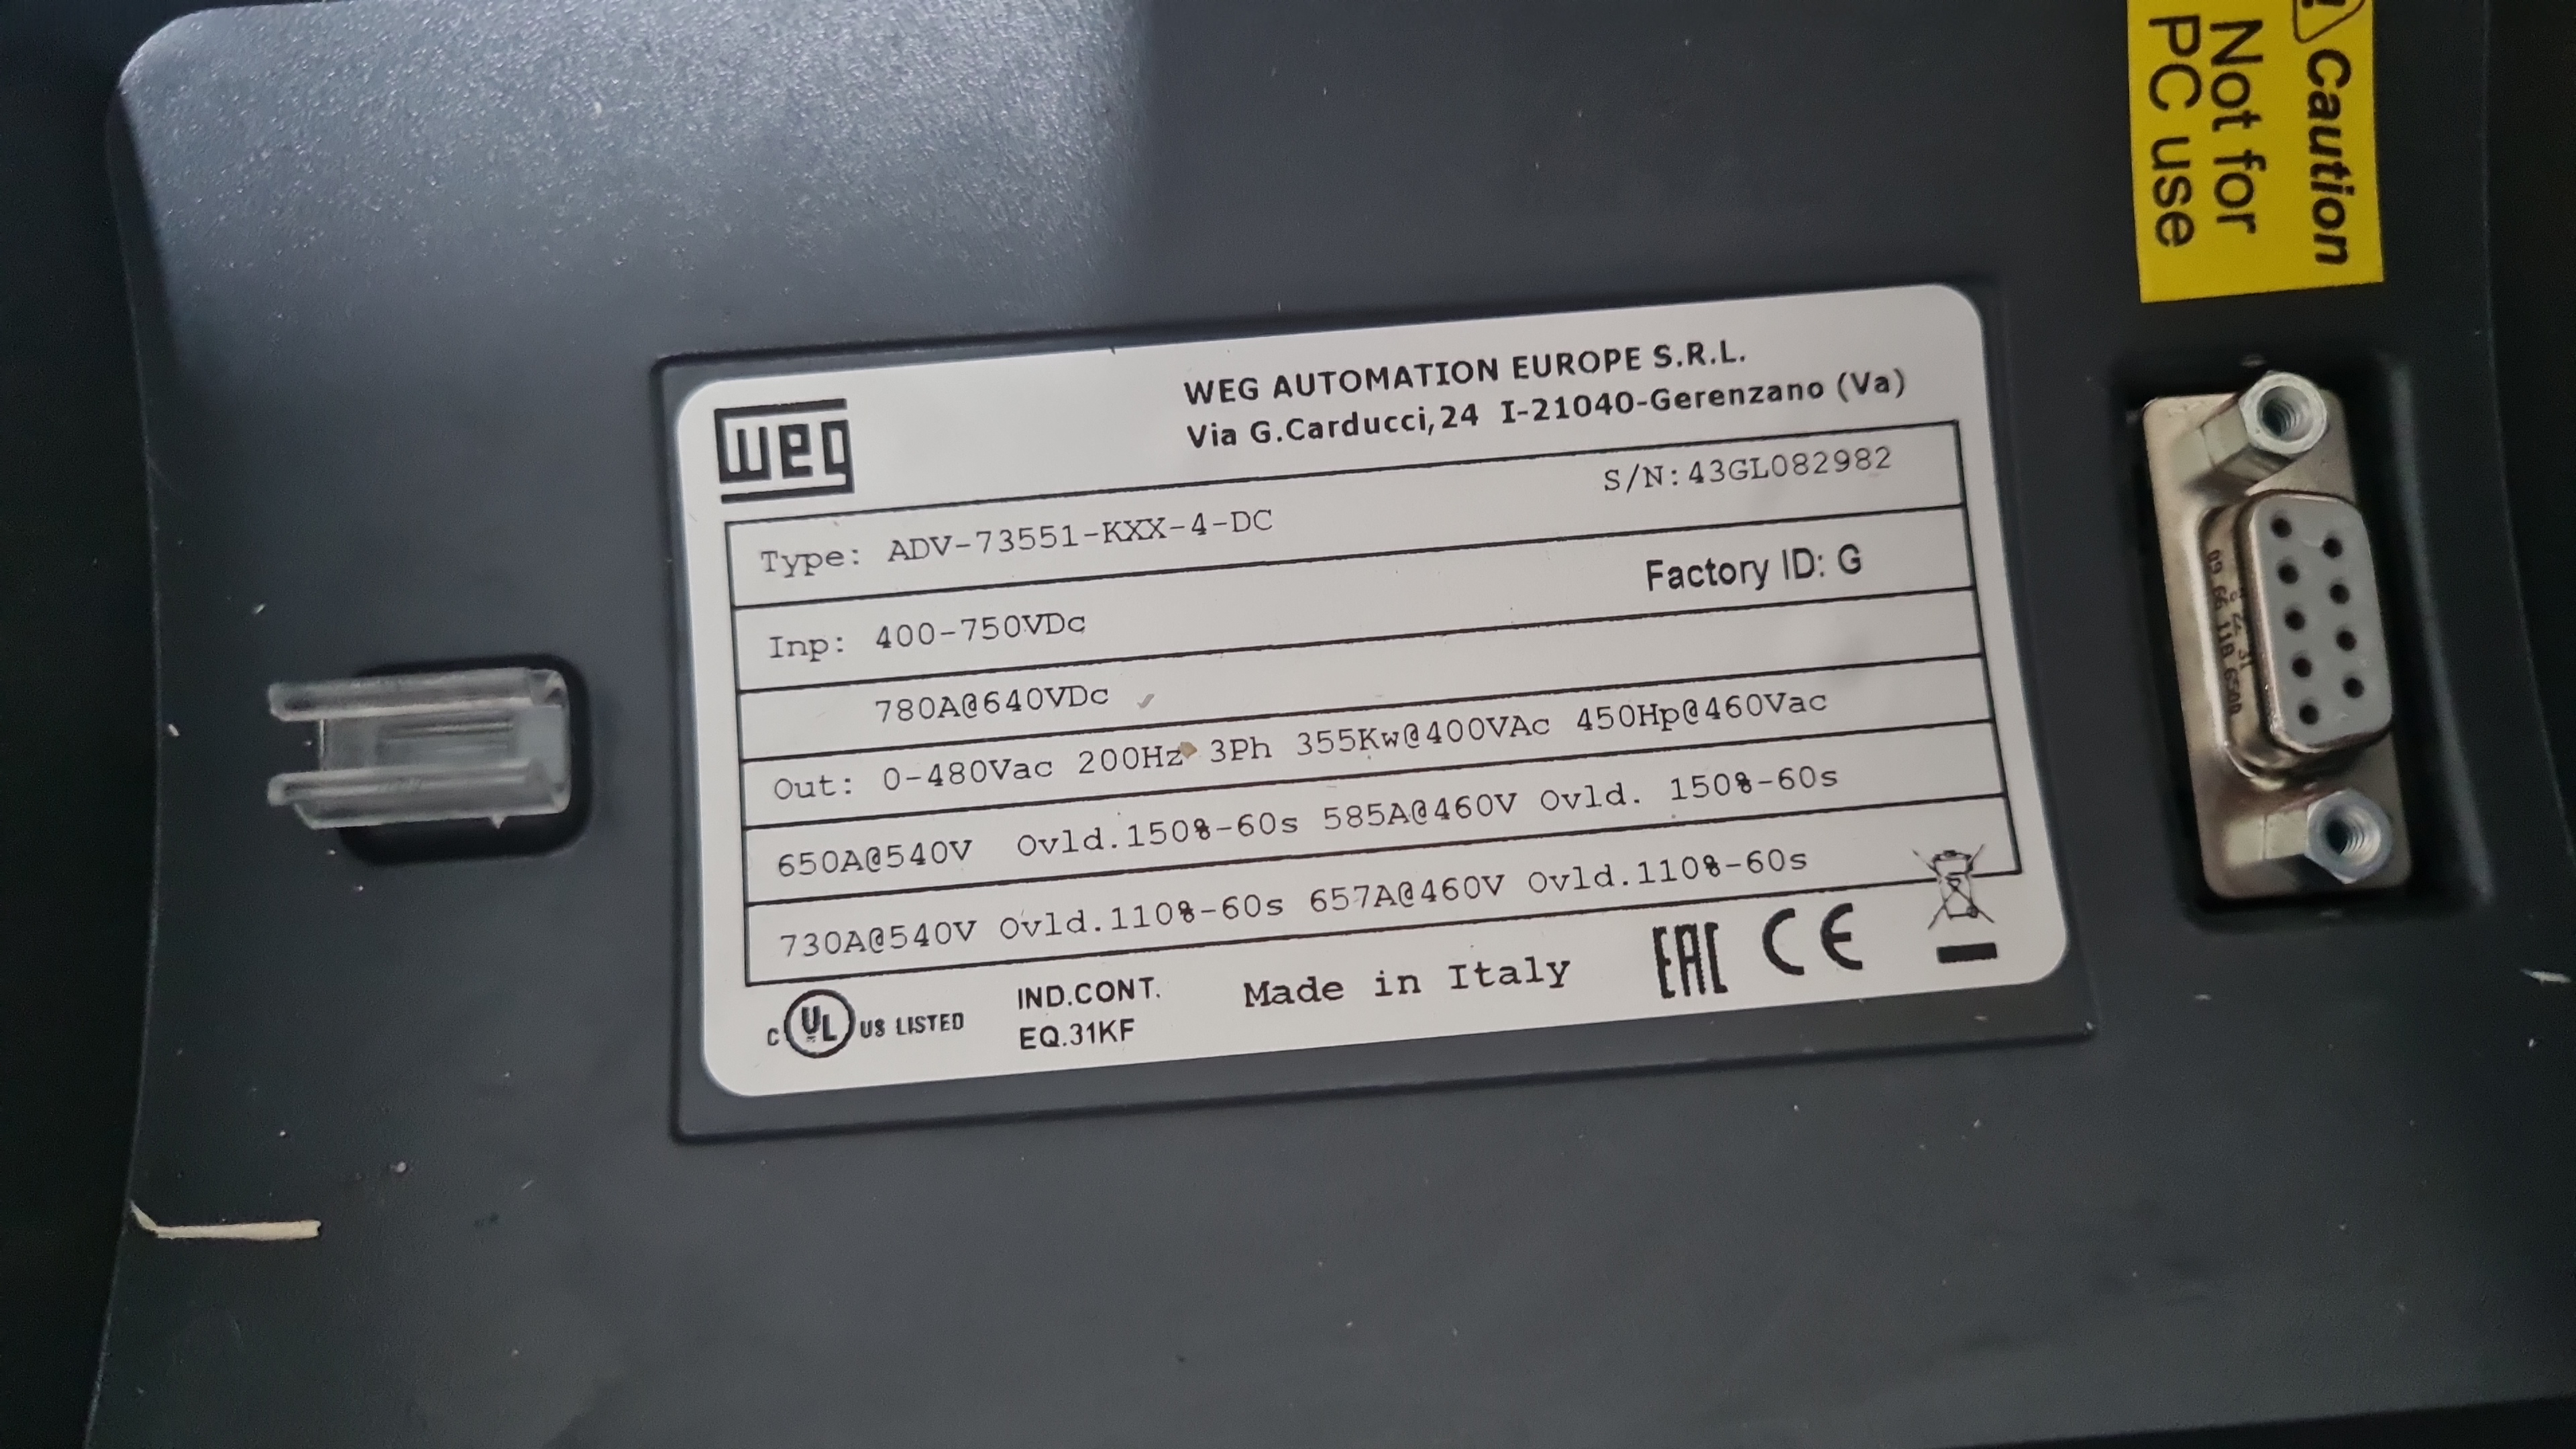 Caution
Not for
PC use
weg
WEG AUTOMATION EUROPE S.R.L.
Via G.Carducci,24 I-21040-Gerenzano (Va)
Type: ADV-73551-KXX-4-DC S/N:43GL082982
Inp: 400-750VDc Factory ID: G
780A@640VDc
Out: 0-480Vac 200Hz 3Ph 355Kw@400VAc 450Hp@460Vac
650A@540V Ovld.150%-60s 585A@460V Ovld. 150%-60s
730A@540V Ovld.110%-60s 657A@460V Ovld.110%-60s
c UL US LISTED
IND.CONT.
EQ.31KF
Made in Italy
EAC CE